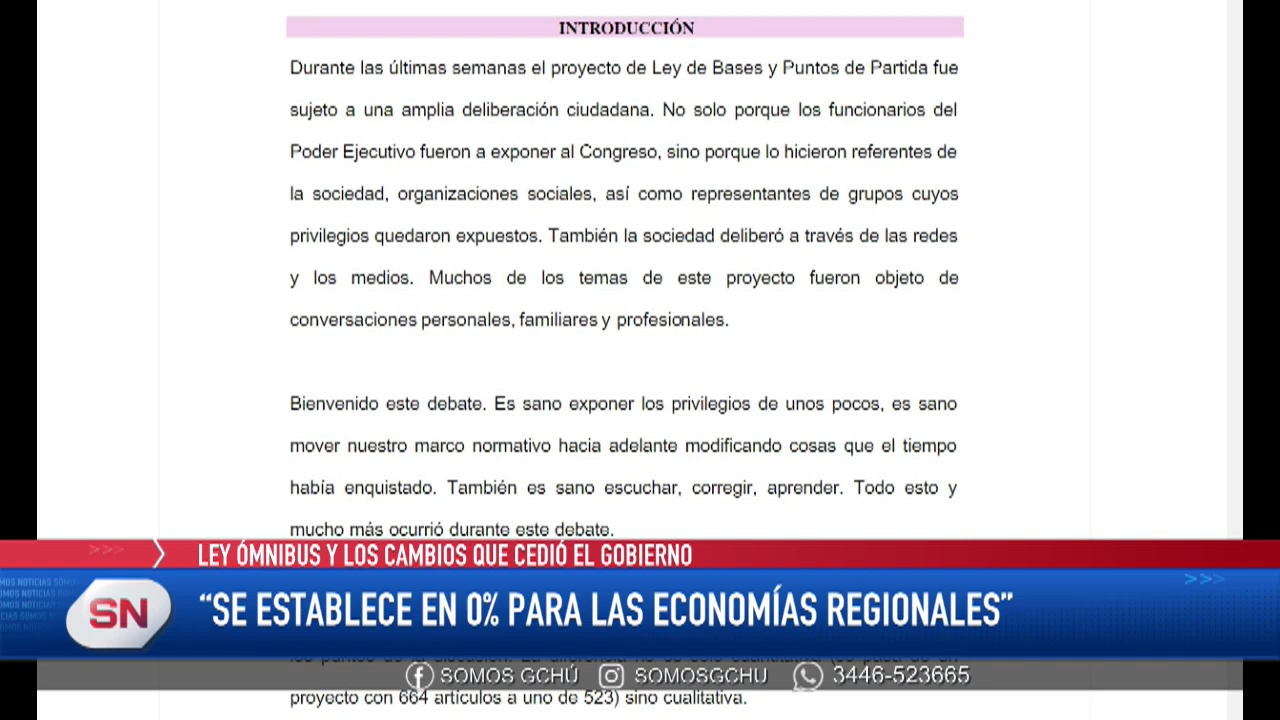 INTRODUCCIÓN
Durante las últimas semanas el proyecto de Ley de Bases y Puntos de Partida fue
sujeto a una amplia deliberación ciudadana. No solo porque los funcionarios del
Poder Ejecutivo fueron a exponer al Congreso, sino porque lo hicieron referentes de
la sociedad, organizaciones sociales, así como representantes de grupos cuyos
privilegios quedaron expuestos. También la sociedad deliberó a través de las redes
y los medios. Muchos de los temas de este proyecto fueron objeto de
conversaciones personales, familiares y profesionales.
Bienvenido este debate. Es sano exponer los privilegios de unos pocos, es sano
mover nuestro marco normativo hacia adelante modificando cosas que el tiempo
había enquistado. También es sano escuchar, corregir, aprender. Todo esto y
mucho más ocurrió durante este debate.
>>>
LEY ÓMNIBUS Y LOS CAMBIOS QUE CEDIÓ EL GOBIERNO
>>>
SN
“SE ESTABLECE EN 0% PARA LAS ECONOMÍAS REGIONALES”
SOMOS GCHÚ SOMOSGCHU 3446-523665
proyecto con 664 artículos a uno de 523) sino cualitativa.